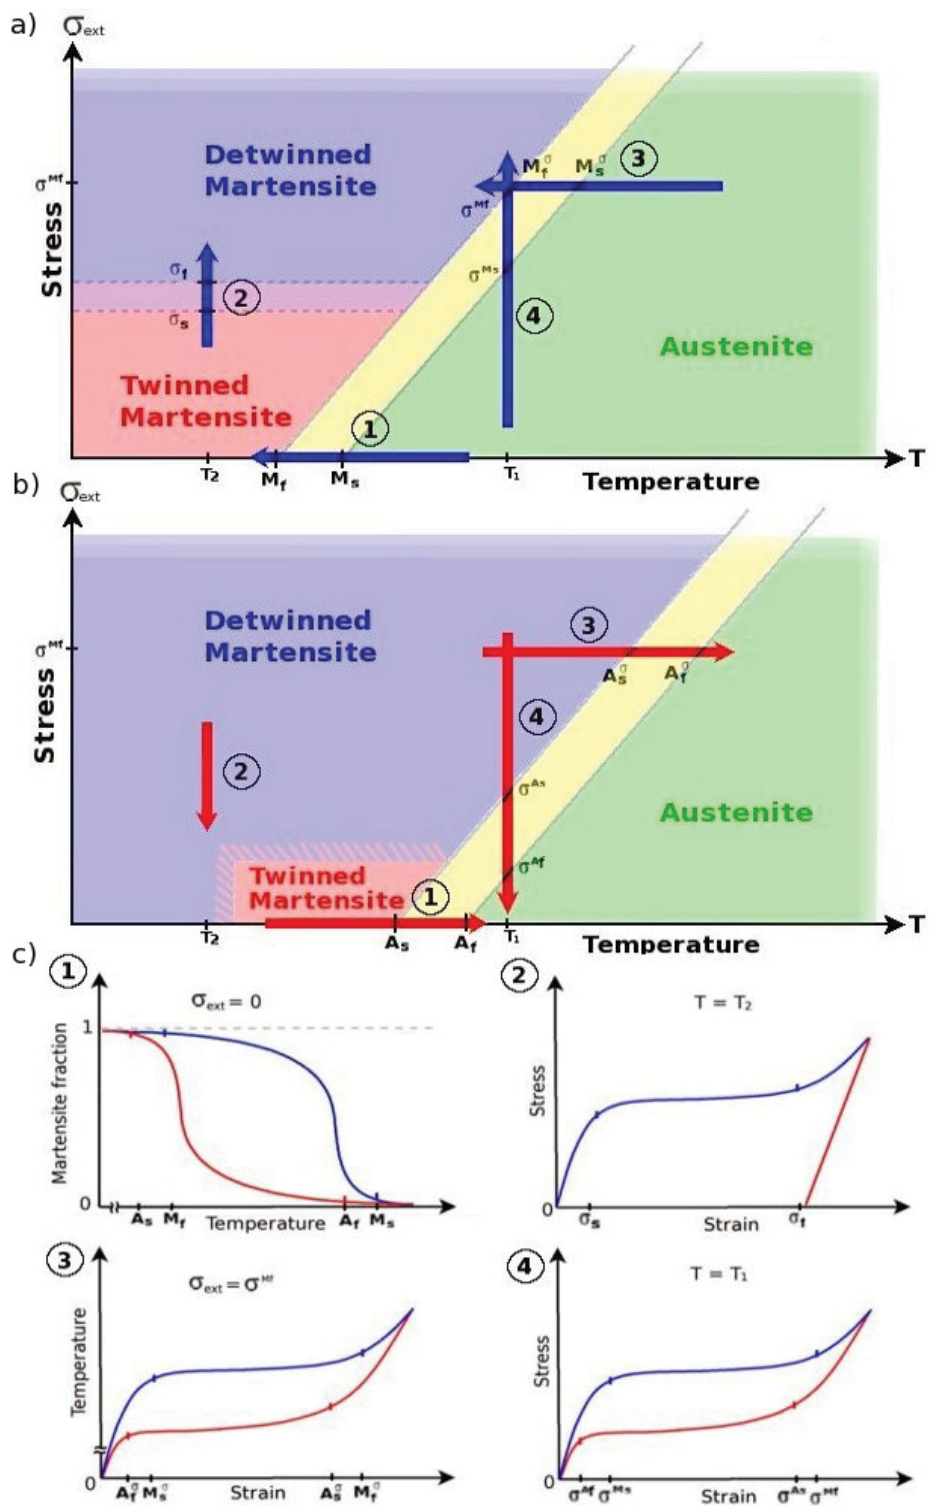 a)
σext
Stress
σMf
Detwinned
Martensite
Mfσ
Msσ
3
σMf
σf
2
σMs
σs
4
Austenite
Twinned
Martensite
1
T2
Mf
Ms
T1
T
Temperature
b)
σext
Stress
σMf
Detwinned
Martensite
3
Asσ
Afσ
4
2
σAs
Austenite
σAf
Twinned
Martensite
1
T2
As
Af
T1
T
Temperature
c)
1
σext = 0
Martensite fraction
1
0
As
Mf
Temperature
Af
Ms
2
T = T2
Stress
0
σs
Strain
σf
3
σext = σMf
Temperature
0
Afσ
Msσ
Strain
Asσ
Mfσ
4
T = T1
Stress
0
σAf
σMs
Strain
σAs
σMf